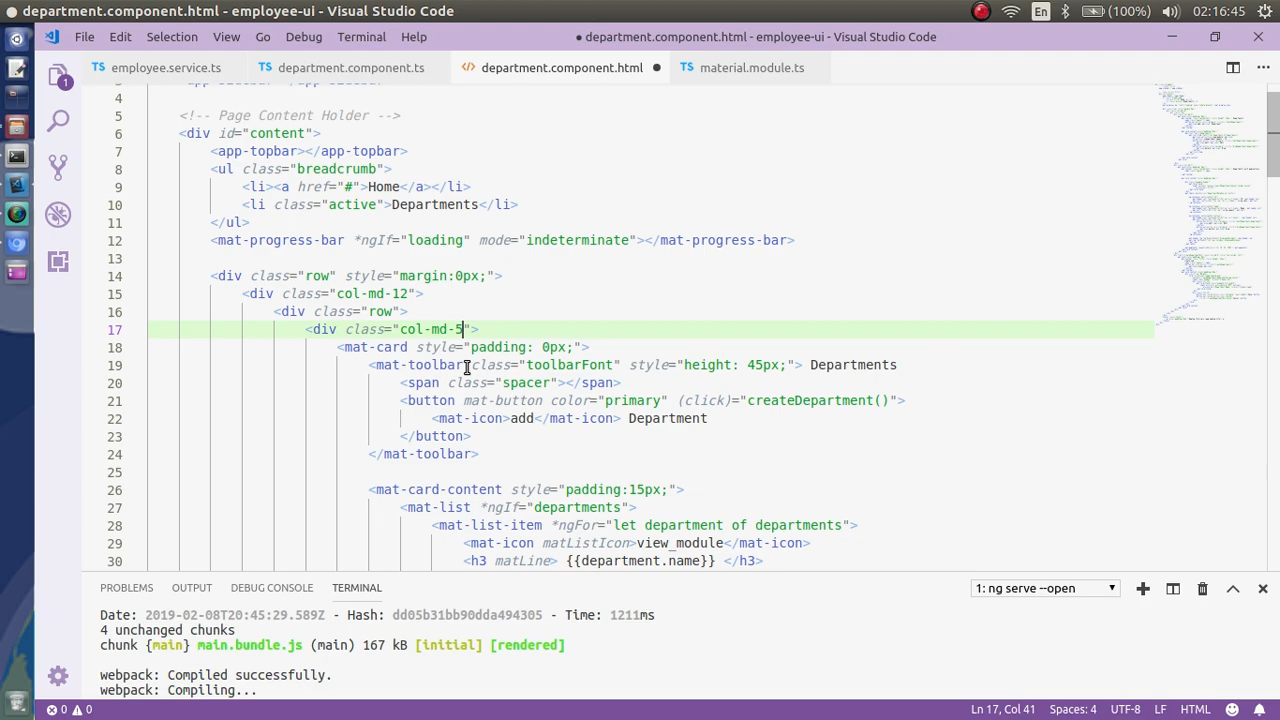 department.component.html - employee-ui - Visual Studio Code
En
(100%)
02:16:45
File Edit Selection View Go Debug Terminal Help
● department.component.html - employee-ui - Visual Studio Code
TS employee.service.ts
TS department.component.ts
department.component.html ●
TS material.module.ts
1
4
5 <!-- Page Content Holder -->
6 <div id="content">
7 <app-topbar></app-topbar>
8 <ul class="breadcrumb">
9 <li><a href="#">Home</a></li>
10 <li class="active">Departments</li>
11 </ul>
12 <mat-progress-bar *ngIf="loading" mode="indeterminate"></mat-progress-bar>
13
14 <div class="row" style="margin:0px;">
15 <div class="col-md-12">
16 <div class="row">
17 <div class="col-md-5">
18 <mat-card style="padding: 0px;">
19 <mat-toolbar class="toolbarFont" style="height: 45px;"> Departments
20 <span class="spacer"></span>
21 <button mat-button color="primary" (click)="createDepartment()">
22 <mat-icon>add</mat-icon> Department
23 </button>
24 </mat-toolbar>
25
26 <mat-card-content style="padding:15px;">
27 <mat-list *ngIf="departments">
28 <mat-list-item *ngFor="let department of departments">
29 <mat-icon matListIcon>view_module</mat-icon>
30 <h3 matLine> {{department.name}} </h3>
PROBLEMS OUTPUT DEBUG CONSOLE TERMINAL
1: ng serve --open
Date: 2019-02-08T20:45:29.589Z - Hash: dd05b31bb90dda494305 - Time: 1211ms
4 unchanged chunks
chunk {main} main.bundle.js (main) 167 kB [initial] [rendered]
webpack: Compiled successfully.
webpack: Compiling...
0 0
Ln 17, Col 41 Spaces: 4 UTF-8 LF HTML